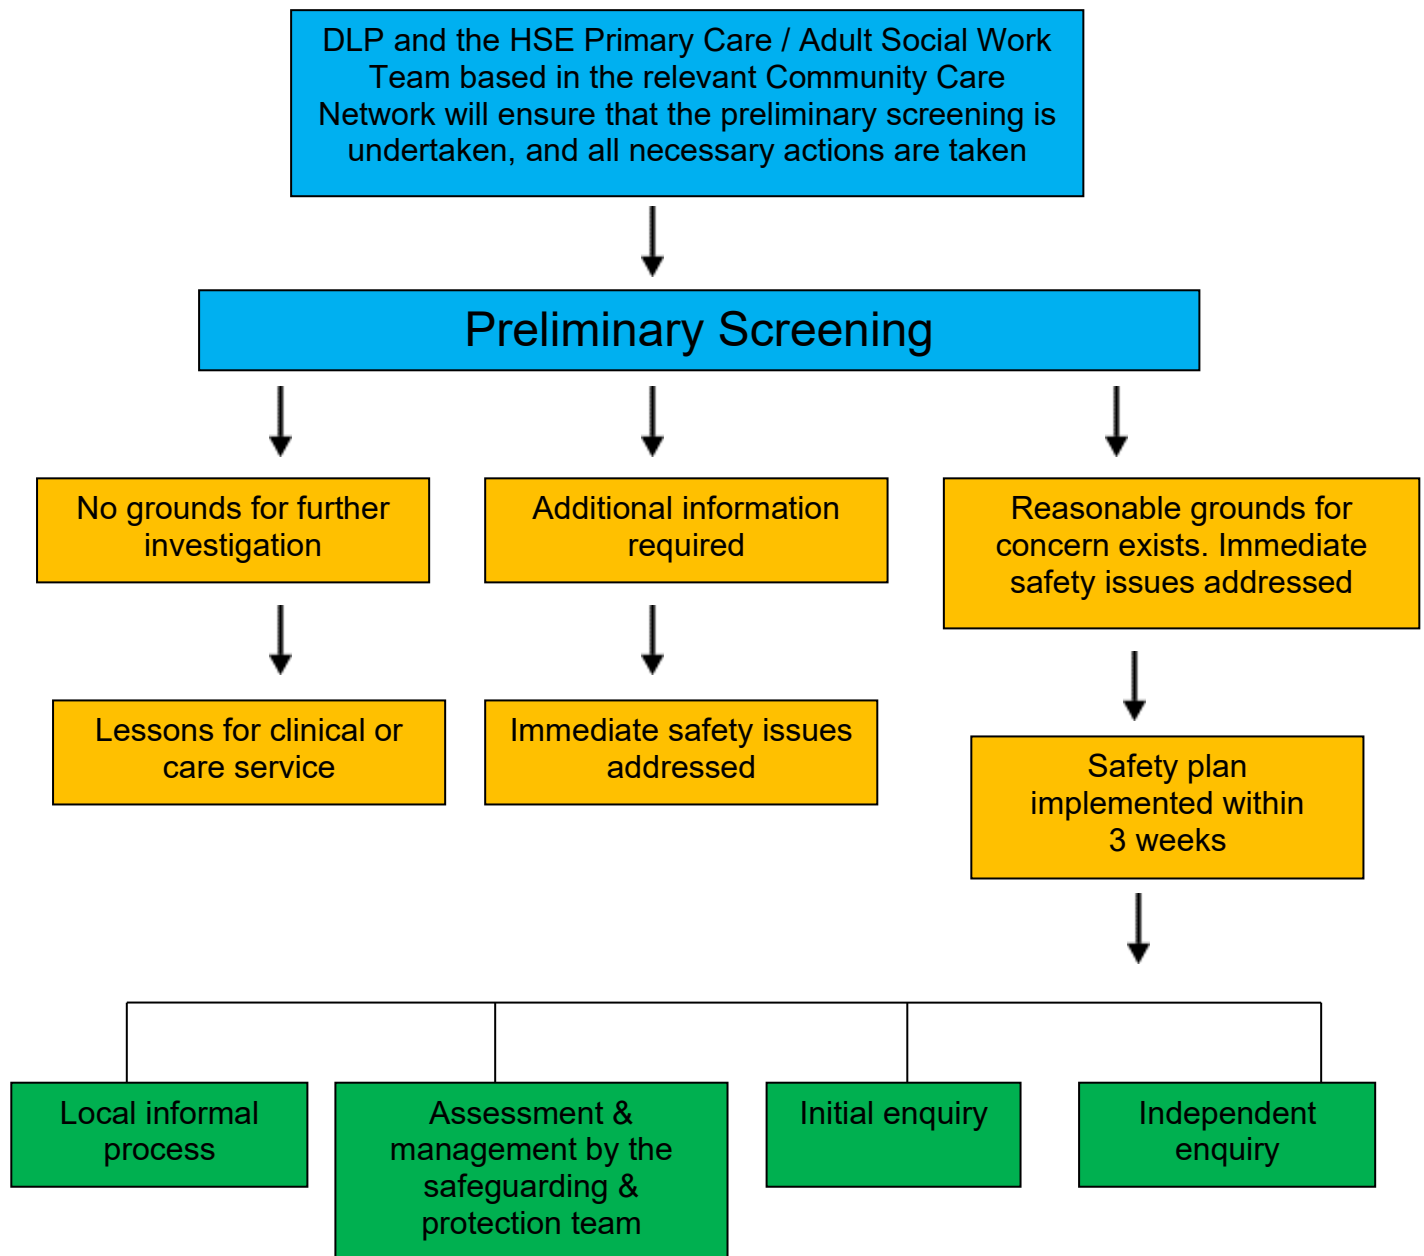 DLP and the HSE Primary Care / Adult Social Work
Team based in the relevant Community Care
Network will ensure that the preliminary screening is
undertaken, and all necessary actions are taken
Preliminary Screening
No grounds for further
investigation
Additional information
required
Reasonable grounds for
concern exists. Immediate
safety issues addressed
Lessons for clinical or
care service
Immediate safety issues
addressed
Safety plan
implemented within
3 weeks
Local informal
process
Assessment &
management by the
safeguarding &
protection team
Initial enquiry
Independent
enquiry